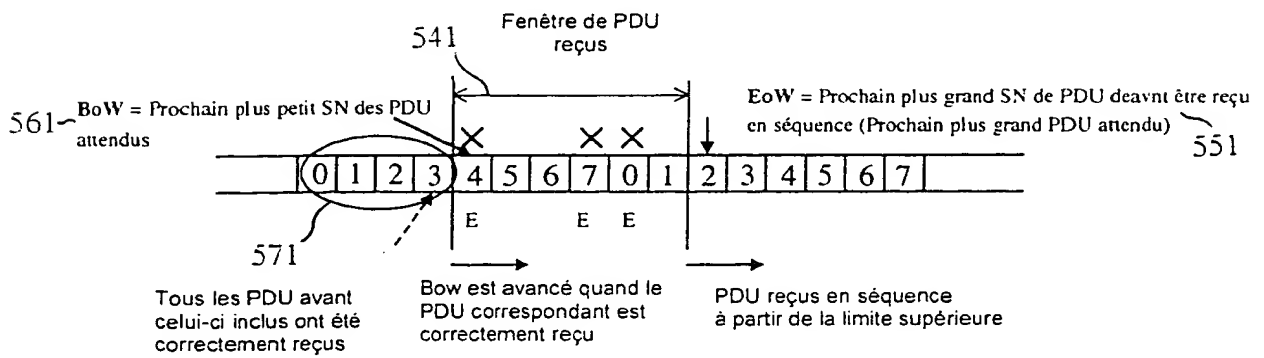 Fenêtre de PDU
reçus
541
561
BoW = Prochain plus petit SN des PDU
attendus
EoW = Prochain plus grand SN de PDU deavnt être reçu
en séquence (Prochain plus grand PDU attendu)
551
0 1 2 3 4 5 6 7 0 1 2 3 4 5 6 7
E E E
571
Tous les PDU avant
celui-ci inclus ont été
correctement reçus
Bow est avancé quand le
PDU correspondant est
correctement reçu
PDU reçus en séquence
à partir de la limite supérieure